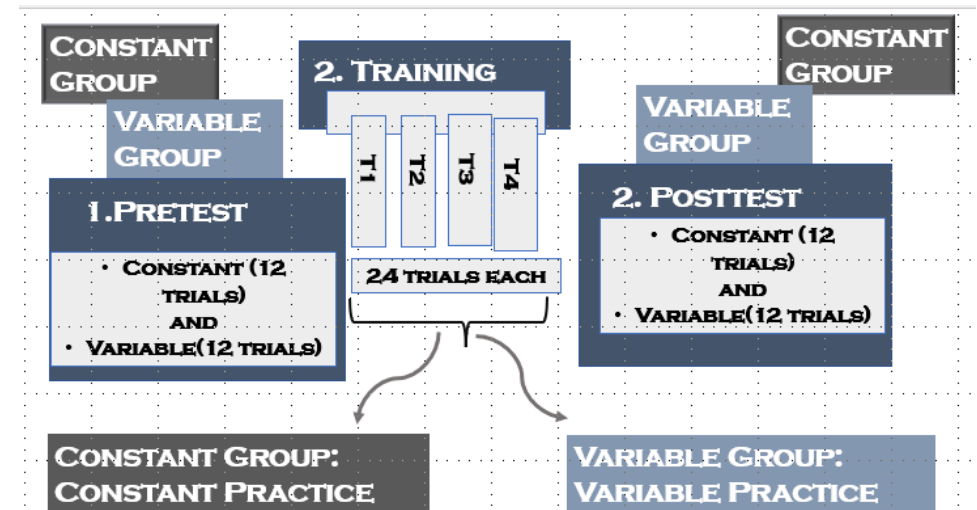 CONSTANT
GROUP
VARIABLE
GROUP
1.PRETEST
• CONSTANT (12
TRIALS)
AND
• VARIABLE(12 TRIALS)
2. TRAINING
T1
T2
T3
T4
24 TRIALS EACH
CONSTANT
GROUP
VARIABLE
GROUP
2. POSTTEST
• CONSTANT (12
TRIALS)
AND
• VARIABLE(12 TRIALS)
CONSTANT GROUP:
CONSTANT PRACTICE
VARIABLE GROUP:
VARIABLE PRACTICE